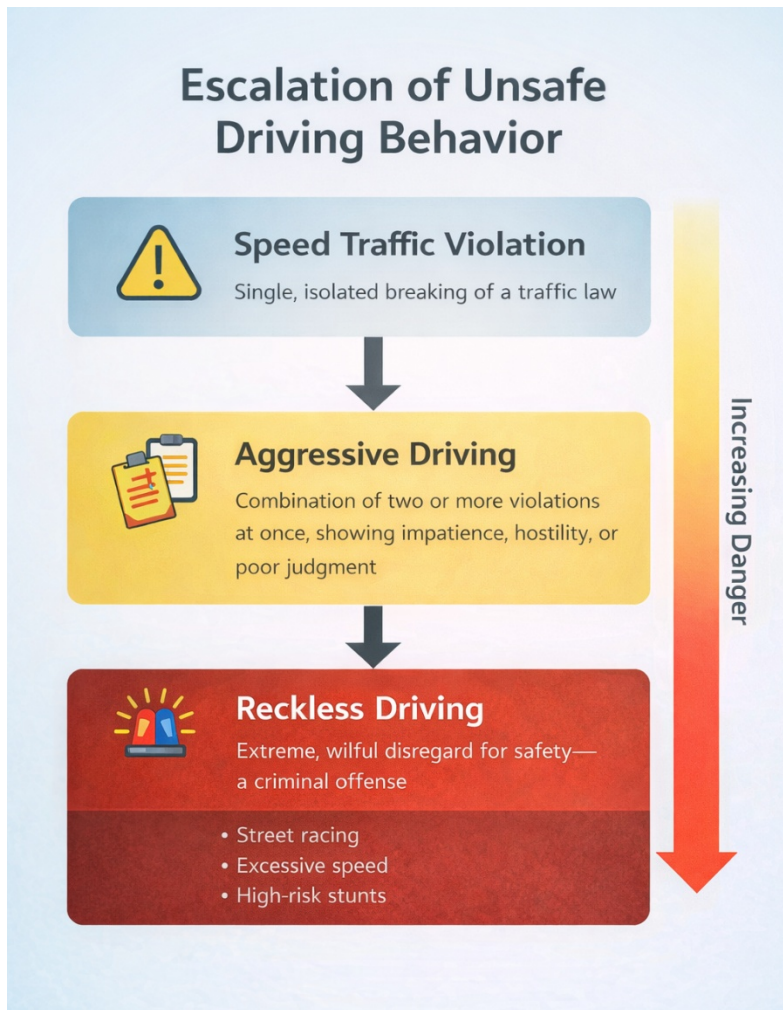 Escalation of Unsafe
Driving Behavior
Speed Traffic Violation
Single, isolated breaking of a traffic law
Aggressive Driving
Combination of two or more violations
at once, showing impatience, hostility, or
poor judgment
Reckless Driving
Extreme, wilful disregard for safety—
a criminal offense
• Street racing
• Excessive speed
• High-risk stunts
Increasing Danger